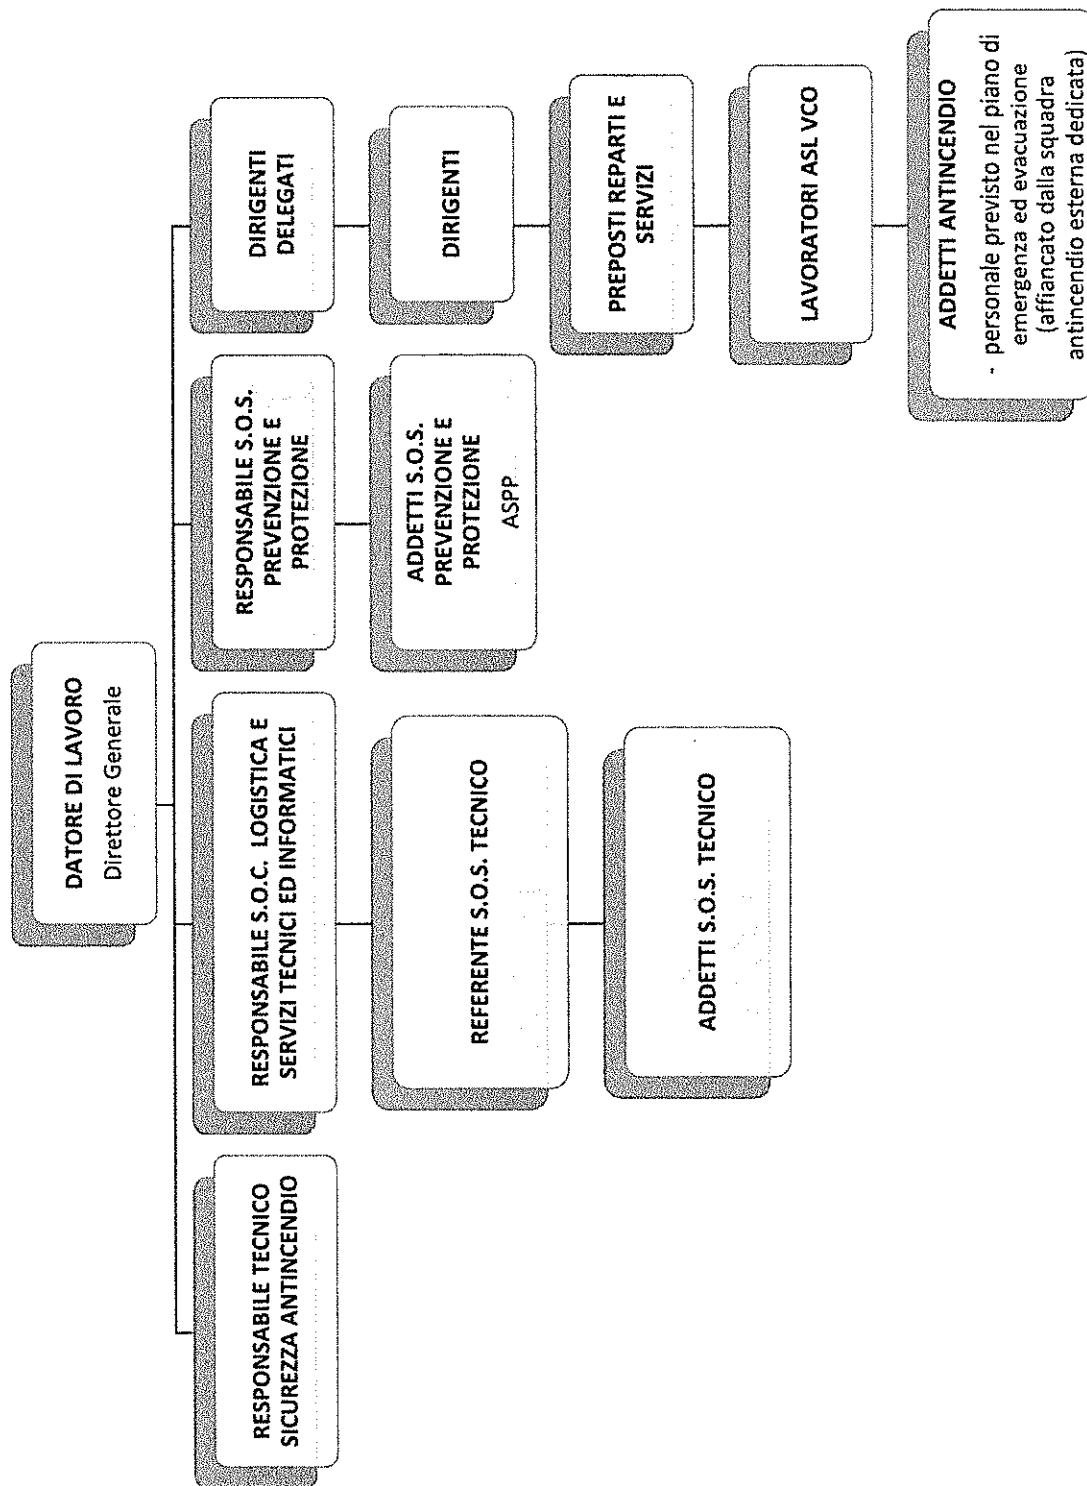 DATORE DI LAVORO
Direttore Generale
RESPONSABILE TECNICO
SICUREZZA ANTINCENDIO
RESPONSABILE S.O.C. LOGISTICA E
SERVIZI TECNICI ED INFORMATICI
REFERENTE S.O.S. TECNICO
ADDETTI S.O.S. TECNICO
RESPONSABILE S.O.S.
PREVENZIONE E
PROTEZIONE
ADDETTI S.O.S.
PREVENZIONE E
PROTEZIONE
ASPP
DIRIGENTI
DELEGATI
DIRIGENTI
PREPOSTI REPARTI E
SERVIZI
LAVORATORI ASL VCO
ADDETTI ANTINCENDIO
- personale previsto nel piano di
emergenza ed evacuazione
(affiancato dalla squadra
antincendio esterna dedicata)